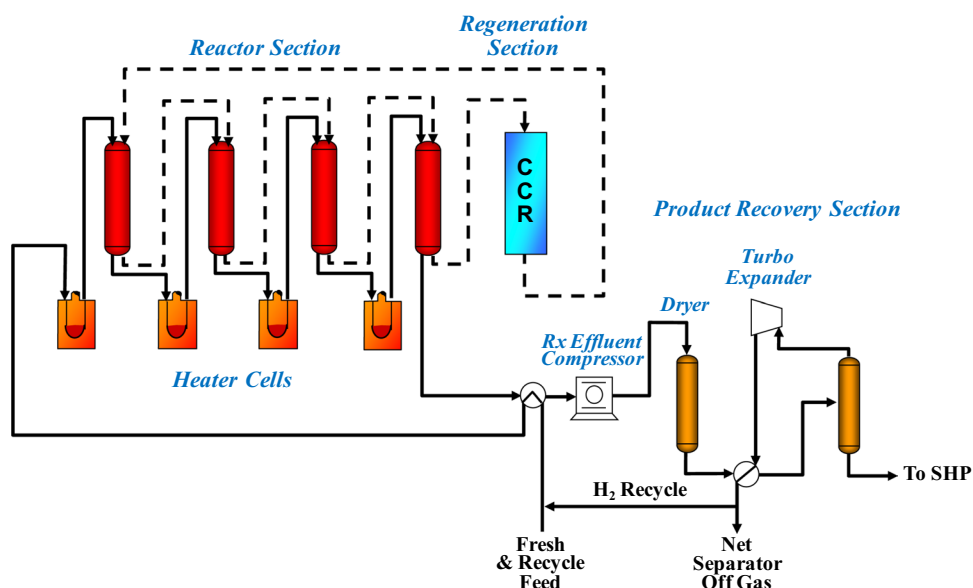 Reactor Section
Regeneration
Section
C
C
R
Product Recovery Section
Turbo
Expander
Dryer
Rx Effluent
Compressor
Heater Cells
To SHP
H₂ Recycle
Fresh
& Recycle
Feed
Net
Separator
Off Gas